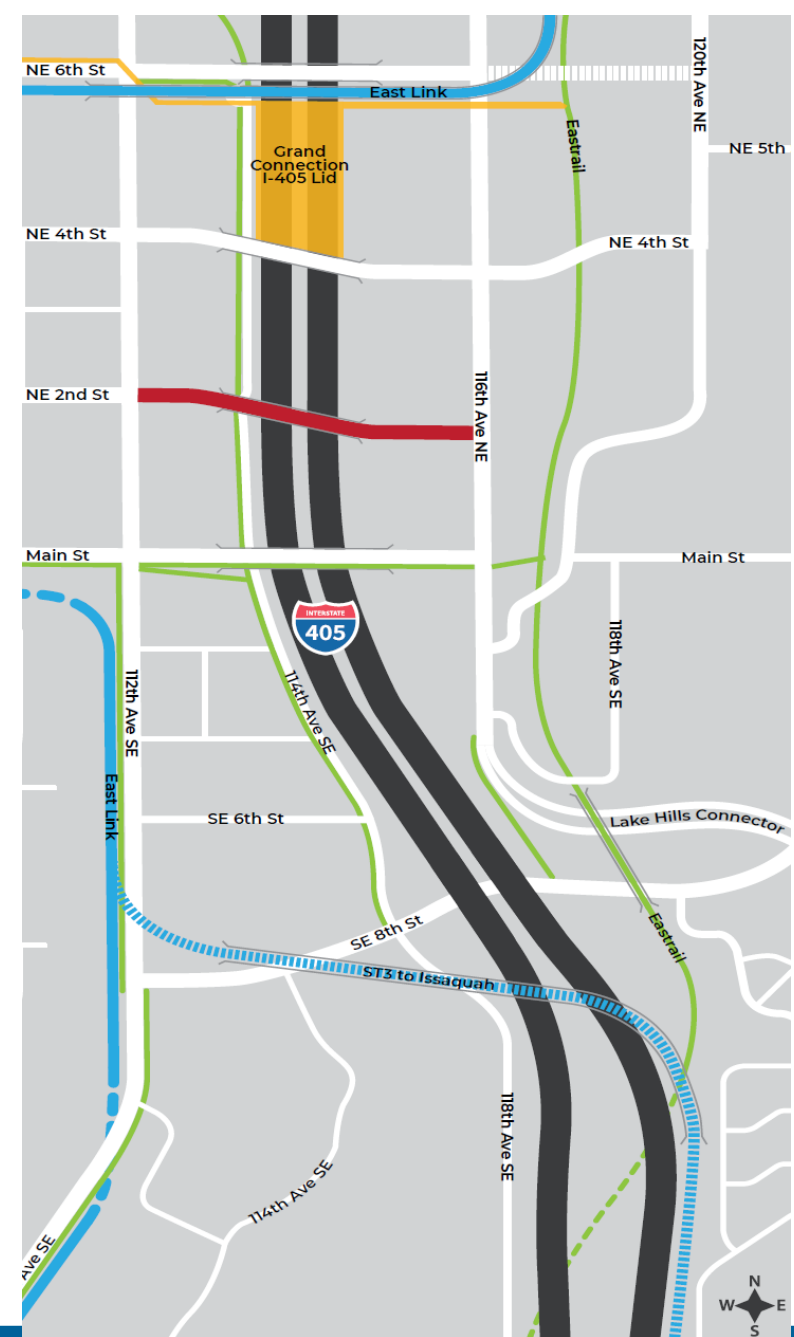 NE 6th St
120th Ave NE
East Link
Eastrail
NE 5th
Grand
Connection
I-405 Lid
NE 4th St
NE 4th St
116th Ave NE
NE 2nd St
Main St
Main St
INTERSTATE
405
118th Ave SE
112th Ave SE
114th Ave SE
East Link
SE 6th St
Lake Hills Connector
SE 8th St
Eastrail
ST3 to Issaquah
118th Ave SE
114th Ave SE
Ave SE
N
W E
S